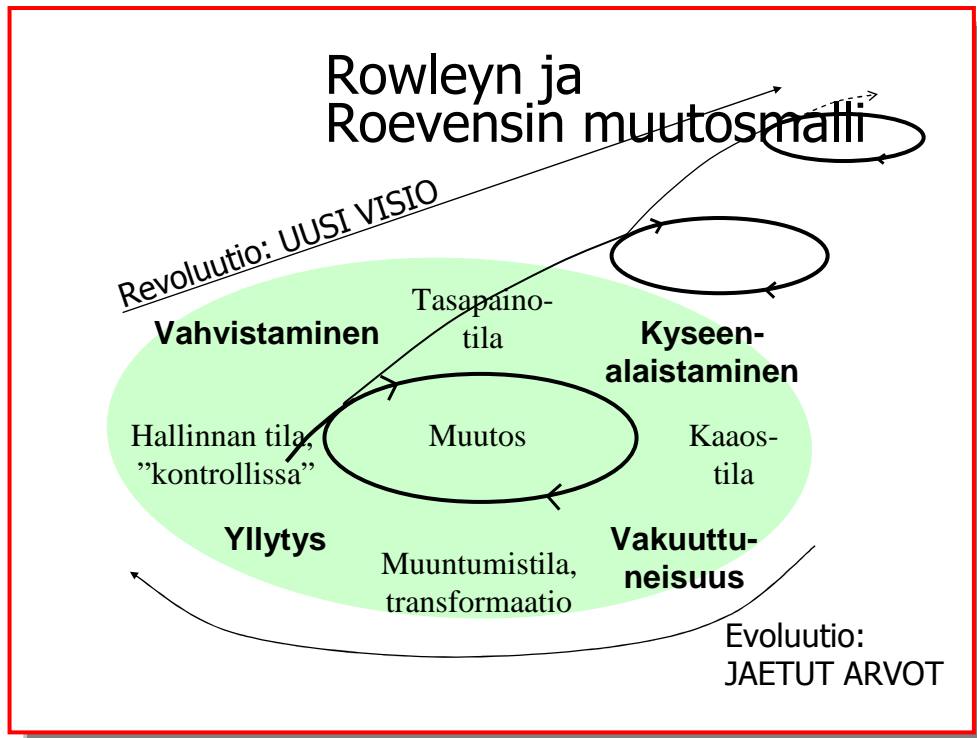 Rowleyn ja
Roevensin muutosmalli
Revoluutio: UUSI VISIO
Tasapaino-
tila
Vahvistaminen
Kyseen-
alaistaminen
Hallinnan tila,
”kontrollissa”
Muutos
Kaaos-
tila
Yllytys
Muuntumistila,
transformaatio
Vakuuttu-
neisuus
Evoluutio:
JAETUT ARVOT